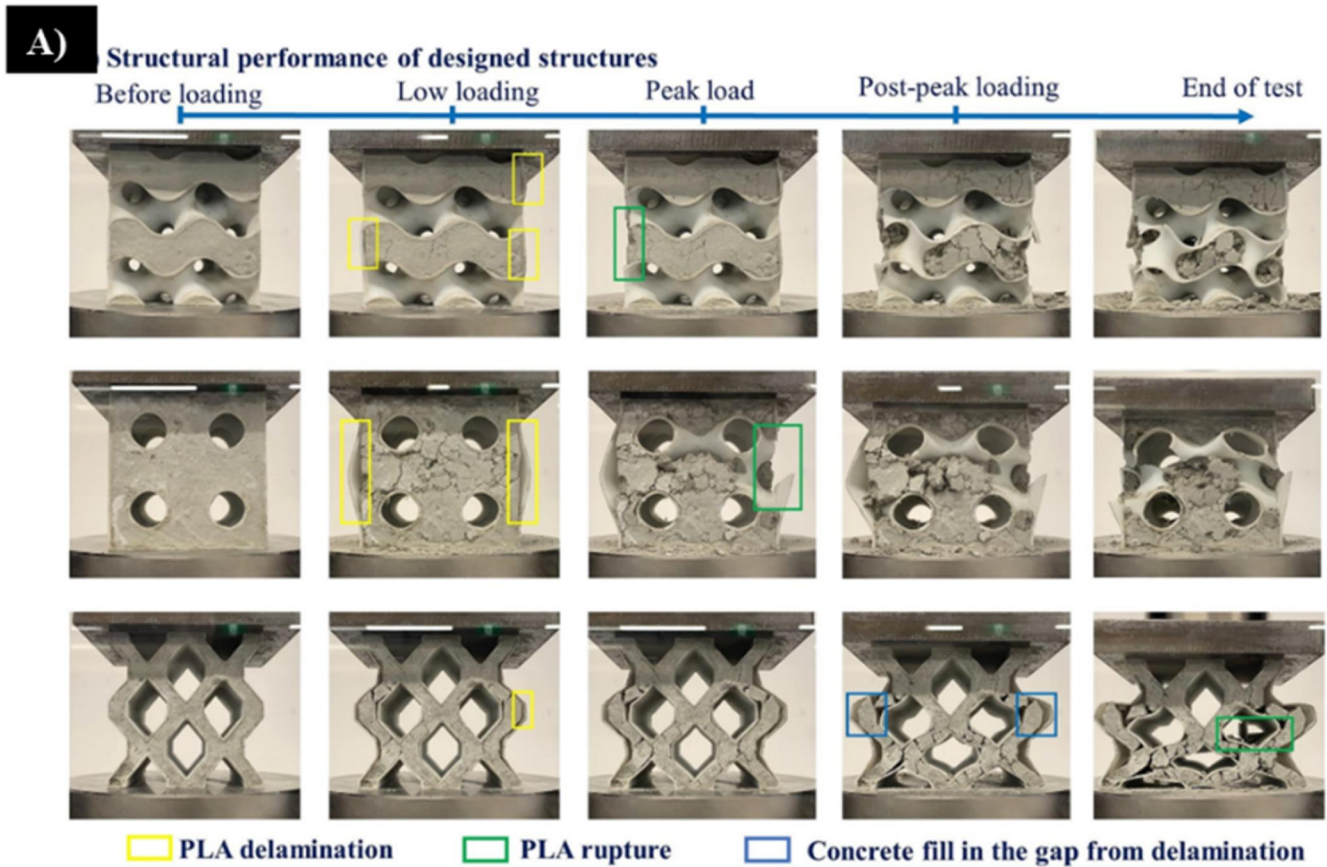 A)
Structural performance of designed structures
Before loading
Low loading
Peak load
Post-peak loading
End of test
PLA delamination
PLA rupture
Concrete fill in the gap from delamination